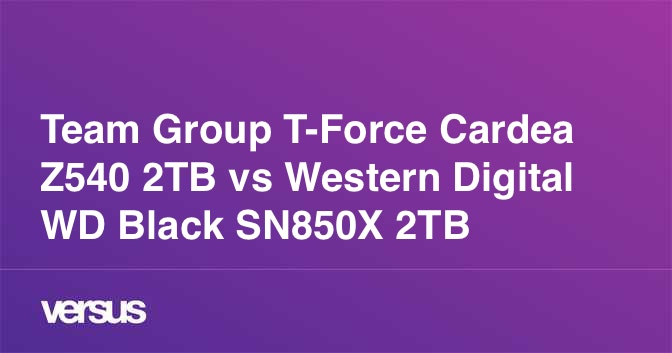 Team Group T-Force Cardea
Z540 2TB vs Western Digital
WD Black SN850X 2TB
versus